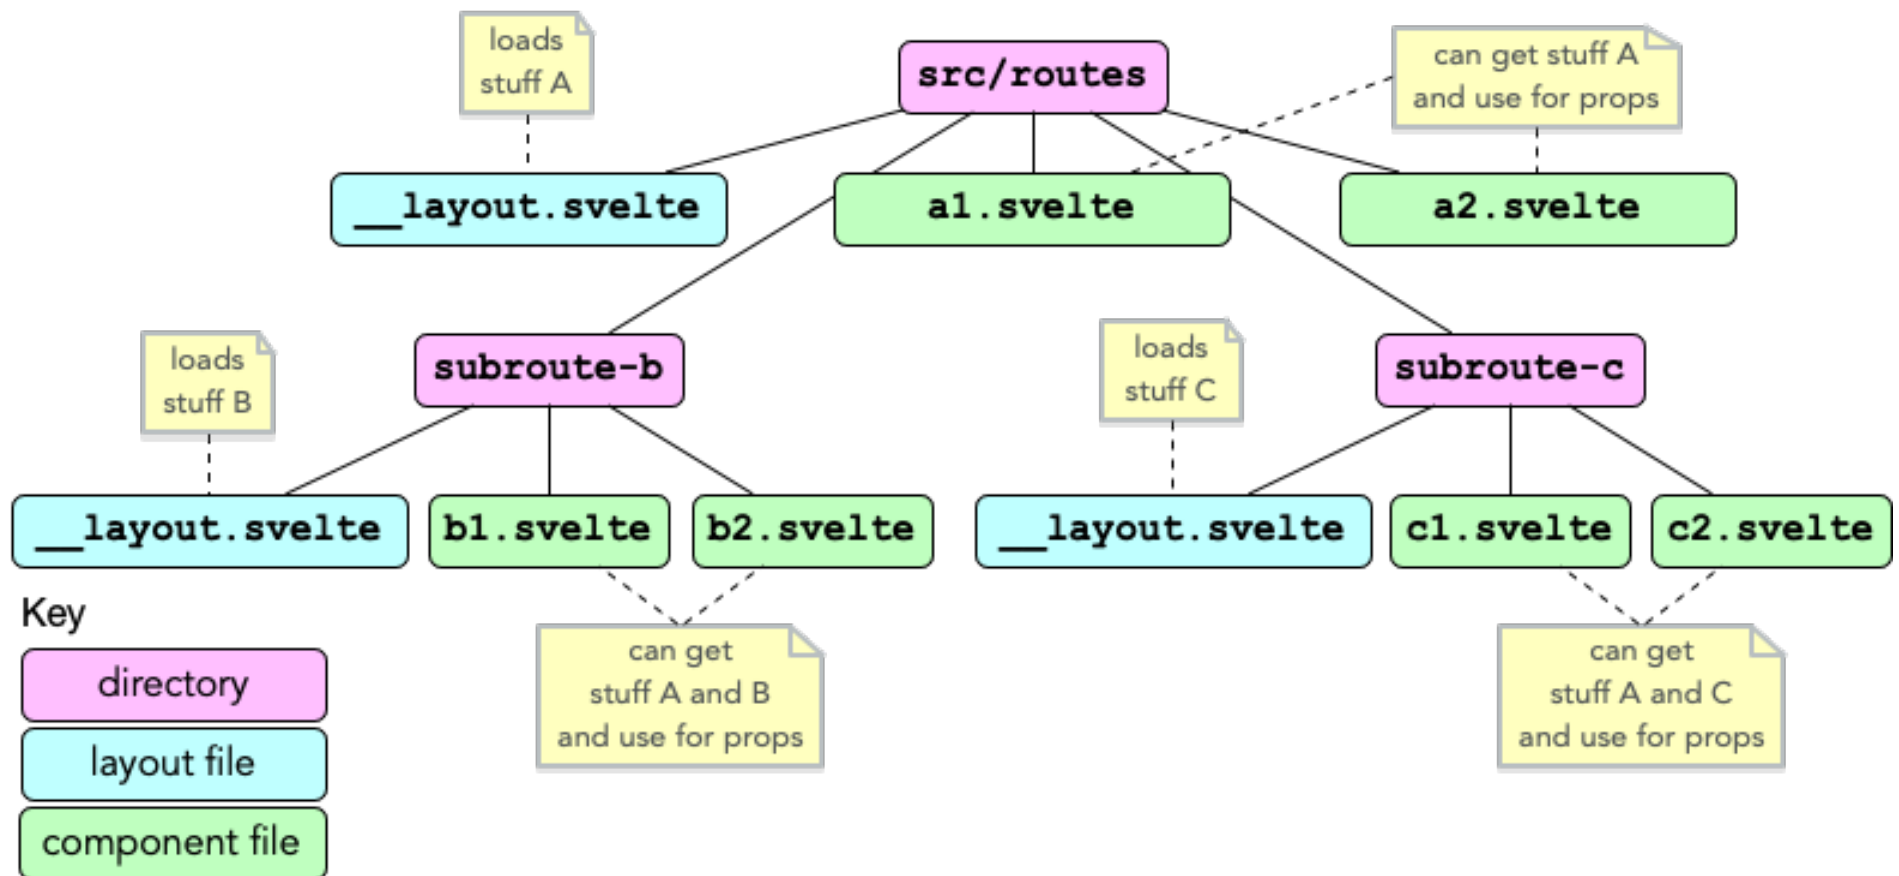 loads
stuff A
src/routes
can get stuff A
and use for props
__layout.svelte
a1.svelte
a2.svelte
loads
stuff B
subroute-b
loads
stuff C
subroute-c
__layout.svelte
b1.svelte
b2.svelte
__layout.svelte
c1.svelte
c2.svelte
can get
stuff A and B
and use for props
can get
stuff A and C
and use for props
Key
directory
layout file
component file